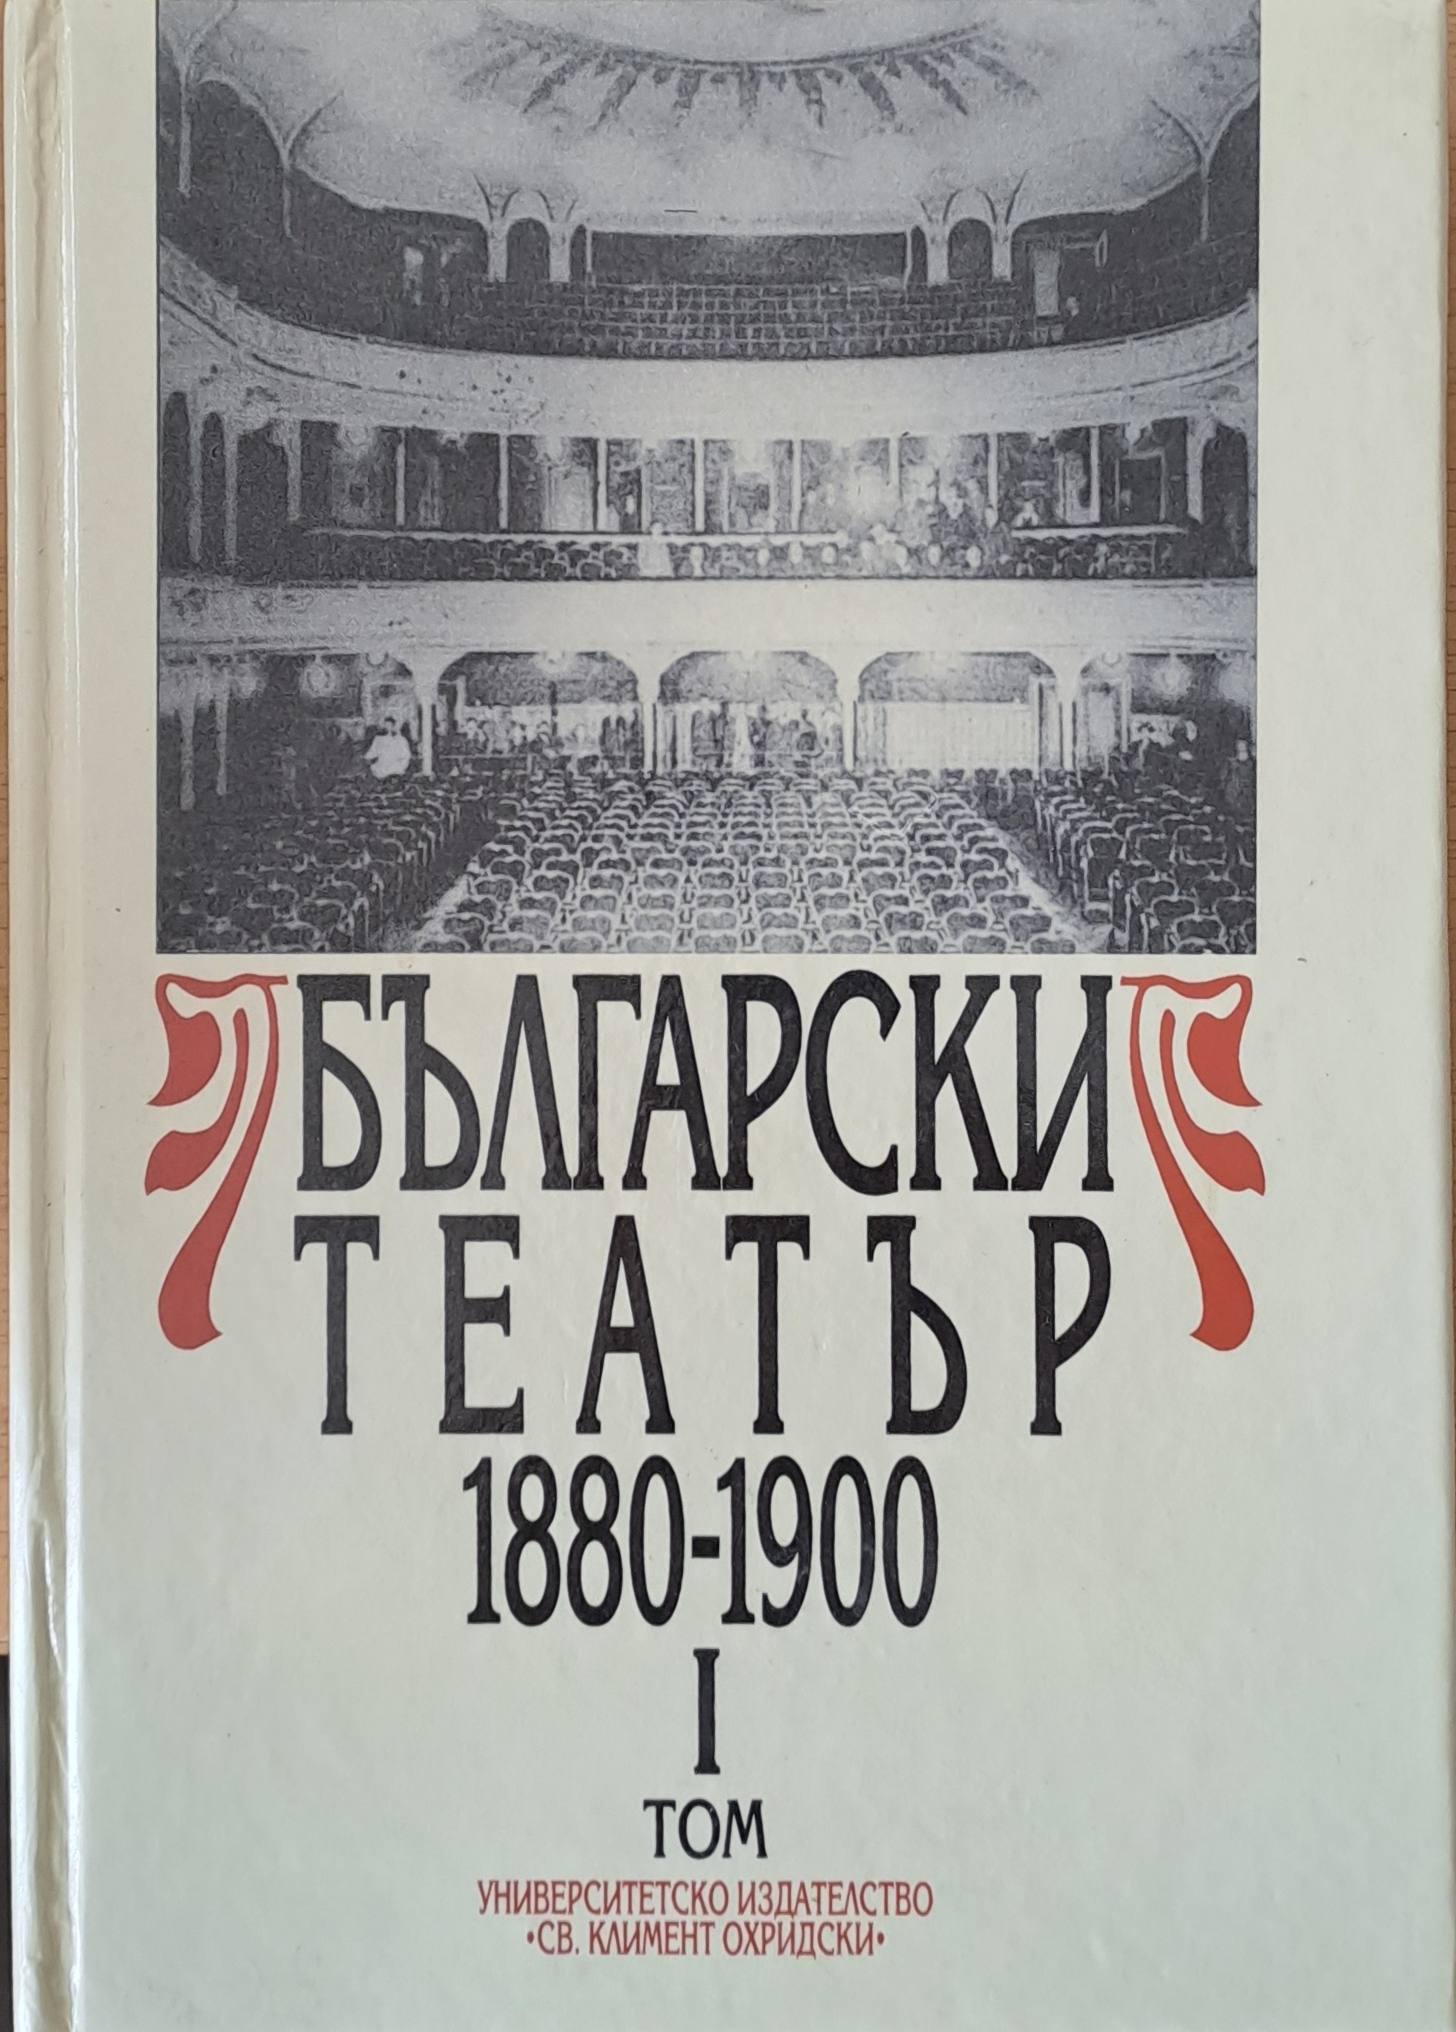 БЪЛГАРСКИ
ТЕАТЪР
1880-1900
I
ТОМ
УНИВЕРСИТЕТСКО ИЗДАТЕЛСТВО
•СВ. КЛИМЕНТ ОХРИДСКИ•